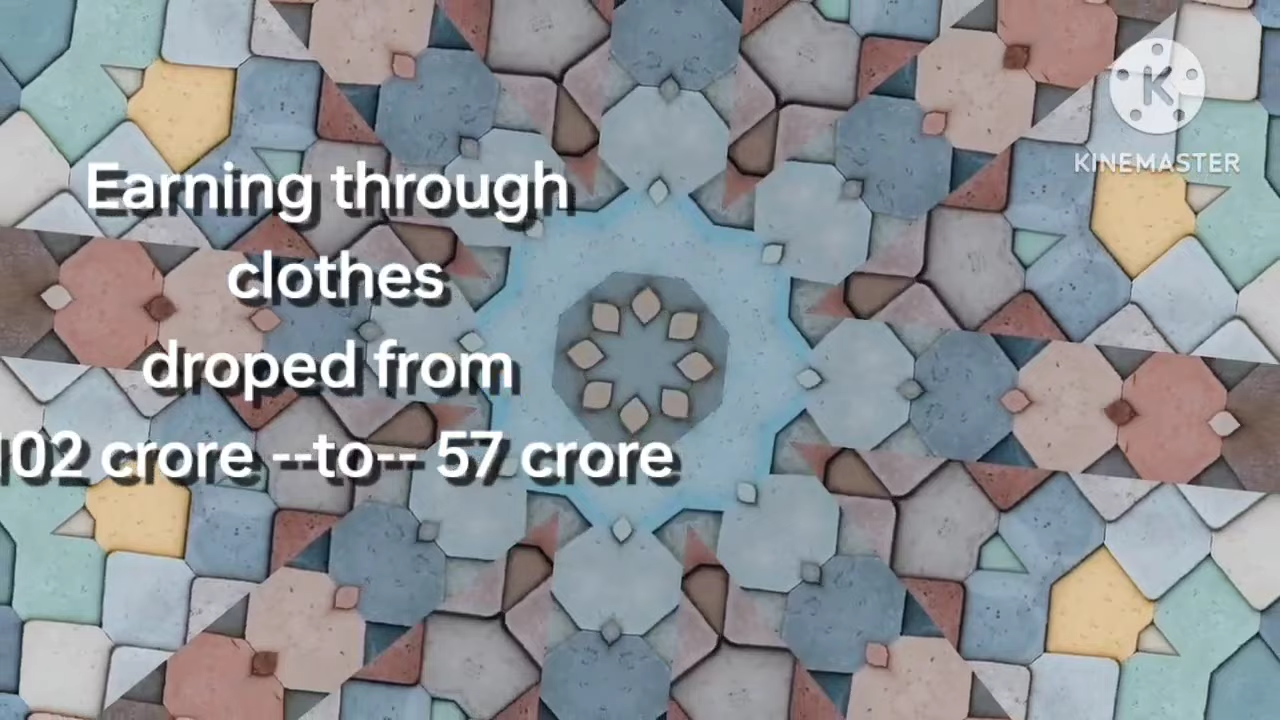 Earning through
clothes
droped from
102 crore --to-- 57 crore
K
KINEMASTER